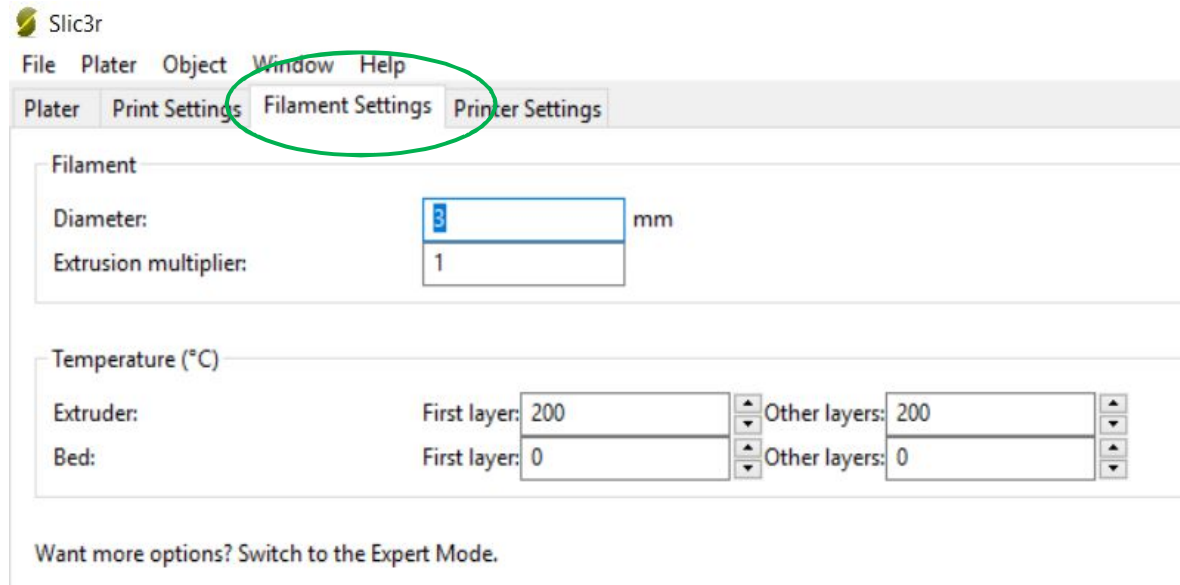 Slic3r
File Plater Object Window Help
Plater Print Settings Filament Settings Printer Settings
Filament
Diameter: 3 mm
Extrusion multiplier: 1
Temperature (°C)
Extruder: First layer: 200 Other layers: 200
Bed: First layer: 0 Other layers: 0
Want more options? Switch to the Expert Mode.